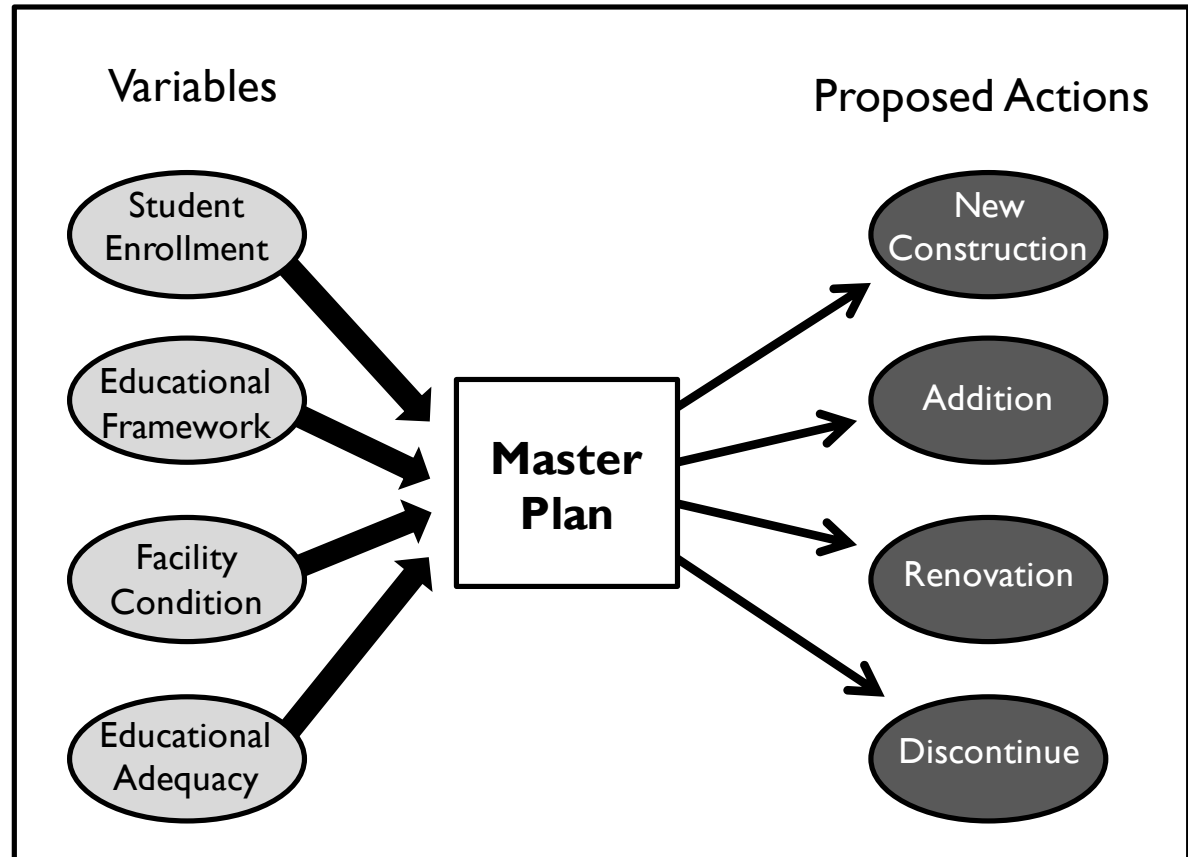 Variables
Proposed Actions
Student
Enrollment
Educational
Framework
Facility
Condition
Educational
Adequacy
Master
Plan
New
Construction
Addition
Renovation
Discontinue